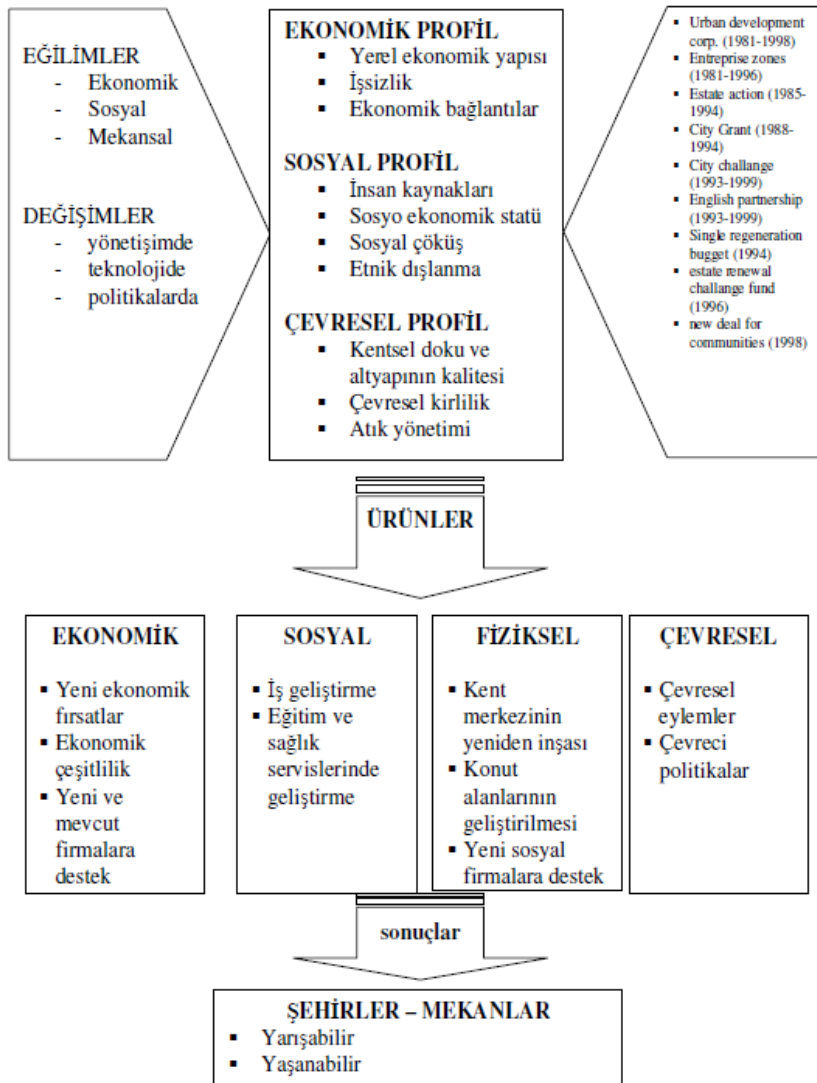 EĞİLİMLER
- Ekonomik
- Sosyal
- Mekansal
DEĞİŞİMLER
- yönetişimde
- teknolojide
- politikalarda
EKONOMİK PROFİL
▪ Yerel ekonomik yapısı
▪ İşsizlik
▪ Ekonomik bağlantılar
SOSYAL PROFİL
▪ İnsan kaynakları
▪ Sosyo ekonomik statü
▪ Sosyal çöküş
▪ Etnik dışlanma
ÇEVRESEL PROFİL
▪ Kentsel doku ve
altyapının kalitesi
▪ Çevresel kirlilik
▪ Atık yönetimi
▪ Urban development
corp. (1981-1998)
▪ Entreprise zones
(1981-1996)
▪ Estate action (1985-
1994)
▪ City Grant (1988-
1994)
▪ City challange
(1993-1999)
▪ English partnership
(1993-1999)
▪ Single regeneration
bugget (1994)
▪ estate renewal
challange fund
(1996)
▪ new deal for
communities (1998)
ÜRÜNLER
EKONOMİK
▪ Yeni ekonomik
fırsatlar
▪ Ekonomik
çeşitlilik
▪ Yeni ve
mevcut
firmalara
destek
SOSYAL
▪ İş geliştirme
▪ Eğitim ve
sağlık
servislerinde
geliştirme
FİZİKSEL
▪ Kent
merkezinin
yeniden inşası
▪ Konut
alanlarının
geliştirilmesi
▪ Yeni sosyal
firmalara destek
ÇEVRESEL
▪ Çevresel
eylemler
▪ Çevreci
politikalar
sonuçlar
ŞEHİRLER – MEKANLAR
▪ Yarışabilir
▪ Yaşanabilir